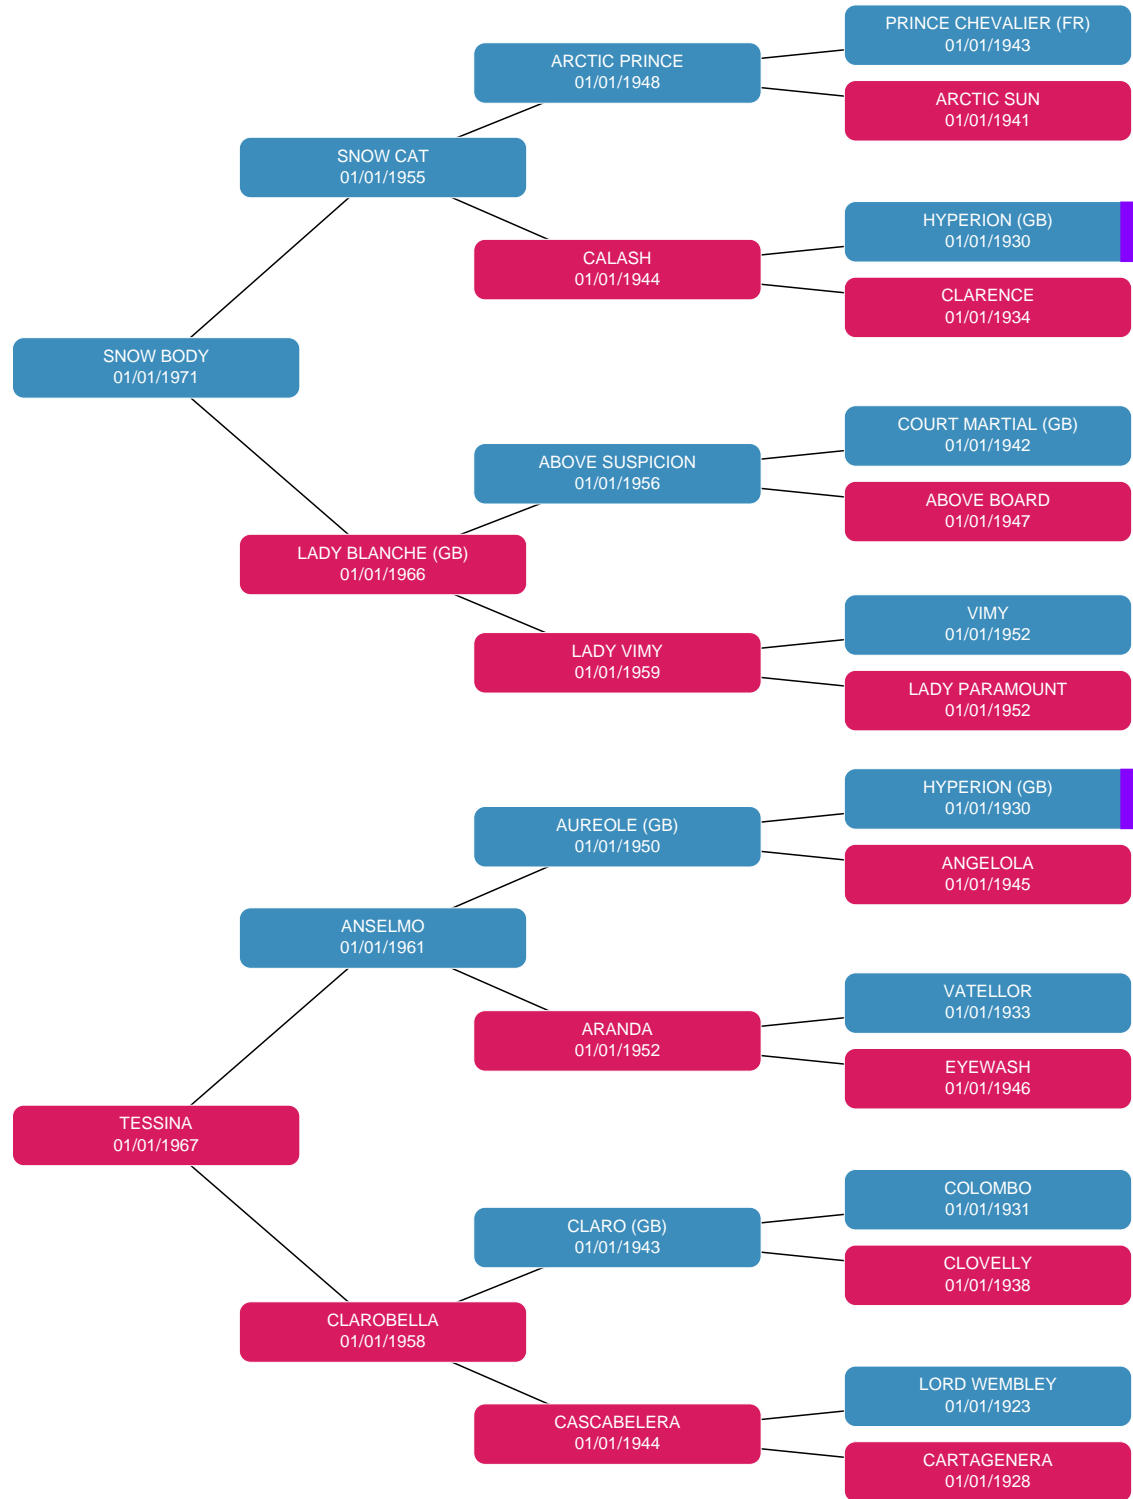 PRINCE CHEVALIER (FR)
01/01/1943
ARCTIC PRINCE
01/01/1948
ARCTIC SUN
01/01/1941
SNOW CAT
01/01/1955
HYPERION (GB)
01/01/1930
CALASH
01/01/1944
CLARENCE
01/01/1934
SNOW BODY
01/01/1971
COURT MARTIAL (GB)
01/01/1942
ABOVE SUSPICION
01/01/1956
ABOVE BOARD
01/01/1947
LADY BLANCHE (GB)
01/01/1966
VIMY
01/01/1952
LADY VIMY
01/01/1959
LADY PARAMOUNT
01/01/1952
HYPERION (GB)
01/01/1930
AUREOLE (GB)
01/01/1950
ANGELOLA
01/01/1945
ANSELMO
01/01/1961
VATELLOR
01/01/1933
ARANDA
01/01/1952
EYEWASH
01/01/1946
TESSINA
01/01/1967
COLOMBO
01/01/1931
CLARO (GB)
01/01/1943
CLOVELLY
01/01/1938
CLAROBELLA
01/01/1958
LORD WEMBLEY
01/01/1923
CASCABELERA
01/01/1944
CARTAGENERA
01/01/1928